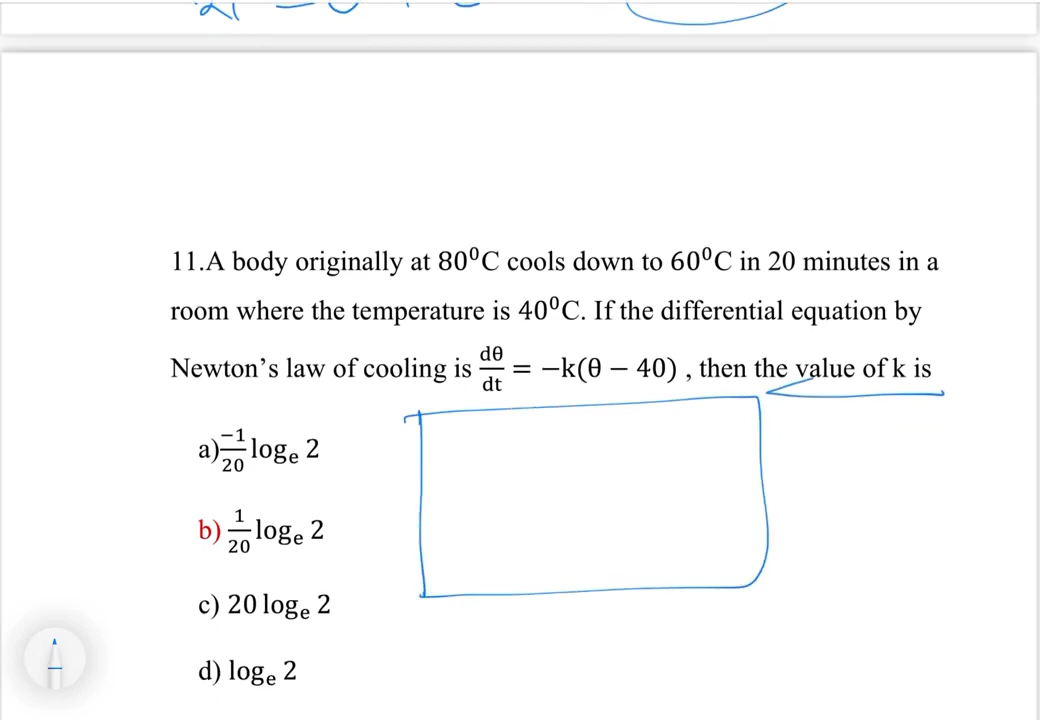 11.A body originally at 80⁰C cools down to 60⁰C in 20 minutes in a
room where the temperature is 40⁰C. If the differential equation by
Newton’s law of cooling is dθ/dt = −k(θ − 40) , then the value of k is
a) −1/20 logₑ 2
b) 1/20 logₑ 2
c) 20 logₑ 2
d) logₑ 2